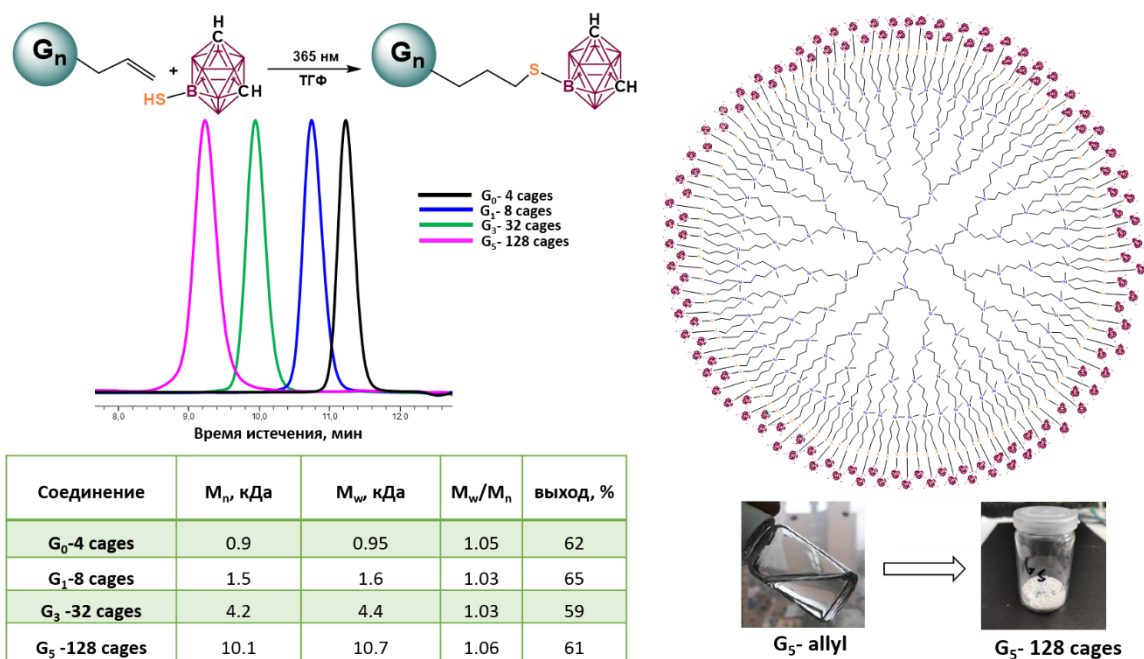 Gn
+
HS
B
H
C
CH
365 нм
ТГФ
Gn
S
B
H
C
CH
G0- 4 cages
G1- 8 cages
G3- 32 cages
G5- 128 cages
8,0 9,0 10,0 11,0 12,0
Время истечения, мин
Соединение Mn, кДа Mw, кДа Mw/Mn выход, %
G0-4 cages 0.9 0.95 1.05 62
G1-8 cages 1.5 1.6 1.03 65
G3 -32 cages 4.2 4.4 1.03 59
G5 -128 cages 10.1 10.7 1.06 61
G5- allyl
G5- 128 cages